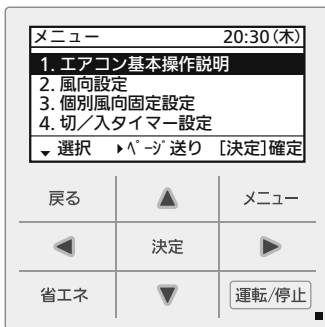 メニュー 20:30(木)
1. エアコン基本操作説明
2. 風向設定
3. 個別風向固定設定
4. 切／入タイマー設定
選択 ﾍﾟｰｼﾞ送り [決定]確定
戻る メニュー
決定
省エネ 運転/停止